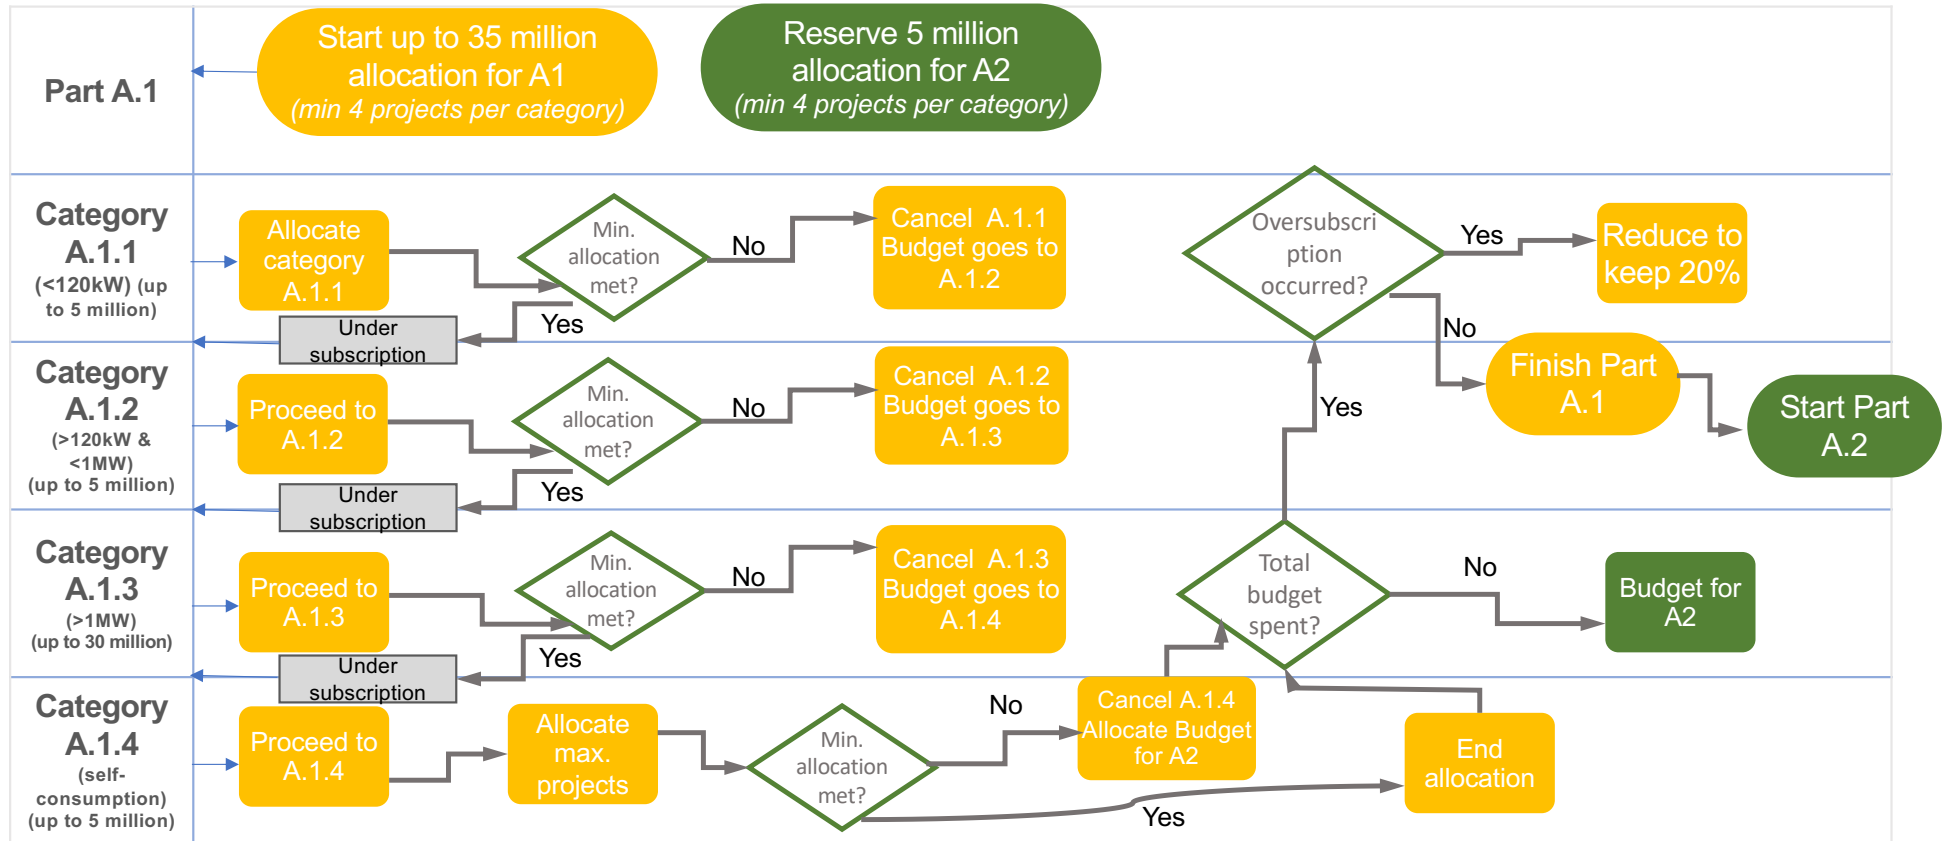 Part A.1
Start up to 35 million
allocation for A1
(min 4 projects per category)
Reserve 5 million
allocation for A2
(min 4 projects per category)
Category
A.1.1
(<120kW) (up
to 5 million)
Allocate
category
A.1.1
Min.
allocation
met?
No
Yes
Cancel A.1.1
Budget goes to
A.1.2
Under
subscription
Oversubscri
ption
occurred?
Yes
No
Reduce to
keep 20%
Category
A.1.2
(>120kW &
<1MW)
(up to 5 million)
Proceed to
A.1.2
Min.
allocation
met?
No
Yes
Cancel A.1.2
Budget goes to
A.1.3
Under
subscription
Yes
Finish Part
A.1
Start Part
A.2
Category
A.1.3
(>1MW)
(up to 30 million)
Proceed to
A.1.3
Min.
allocation
met?
No
Yes
Cancel A.1.3
Budget goes to
A.1.4
Under
subscription
Total
budget
spent?
No
Budget for
A2
Category
A.1.4
(self-
consumption)
(up to 5 million)
Proceed to
A.1.4
Allocate
max.
projects
Min.
allocation
met?
No
Yes
Cancel A.1.4
Allocate Budget
for A2
End
allocation